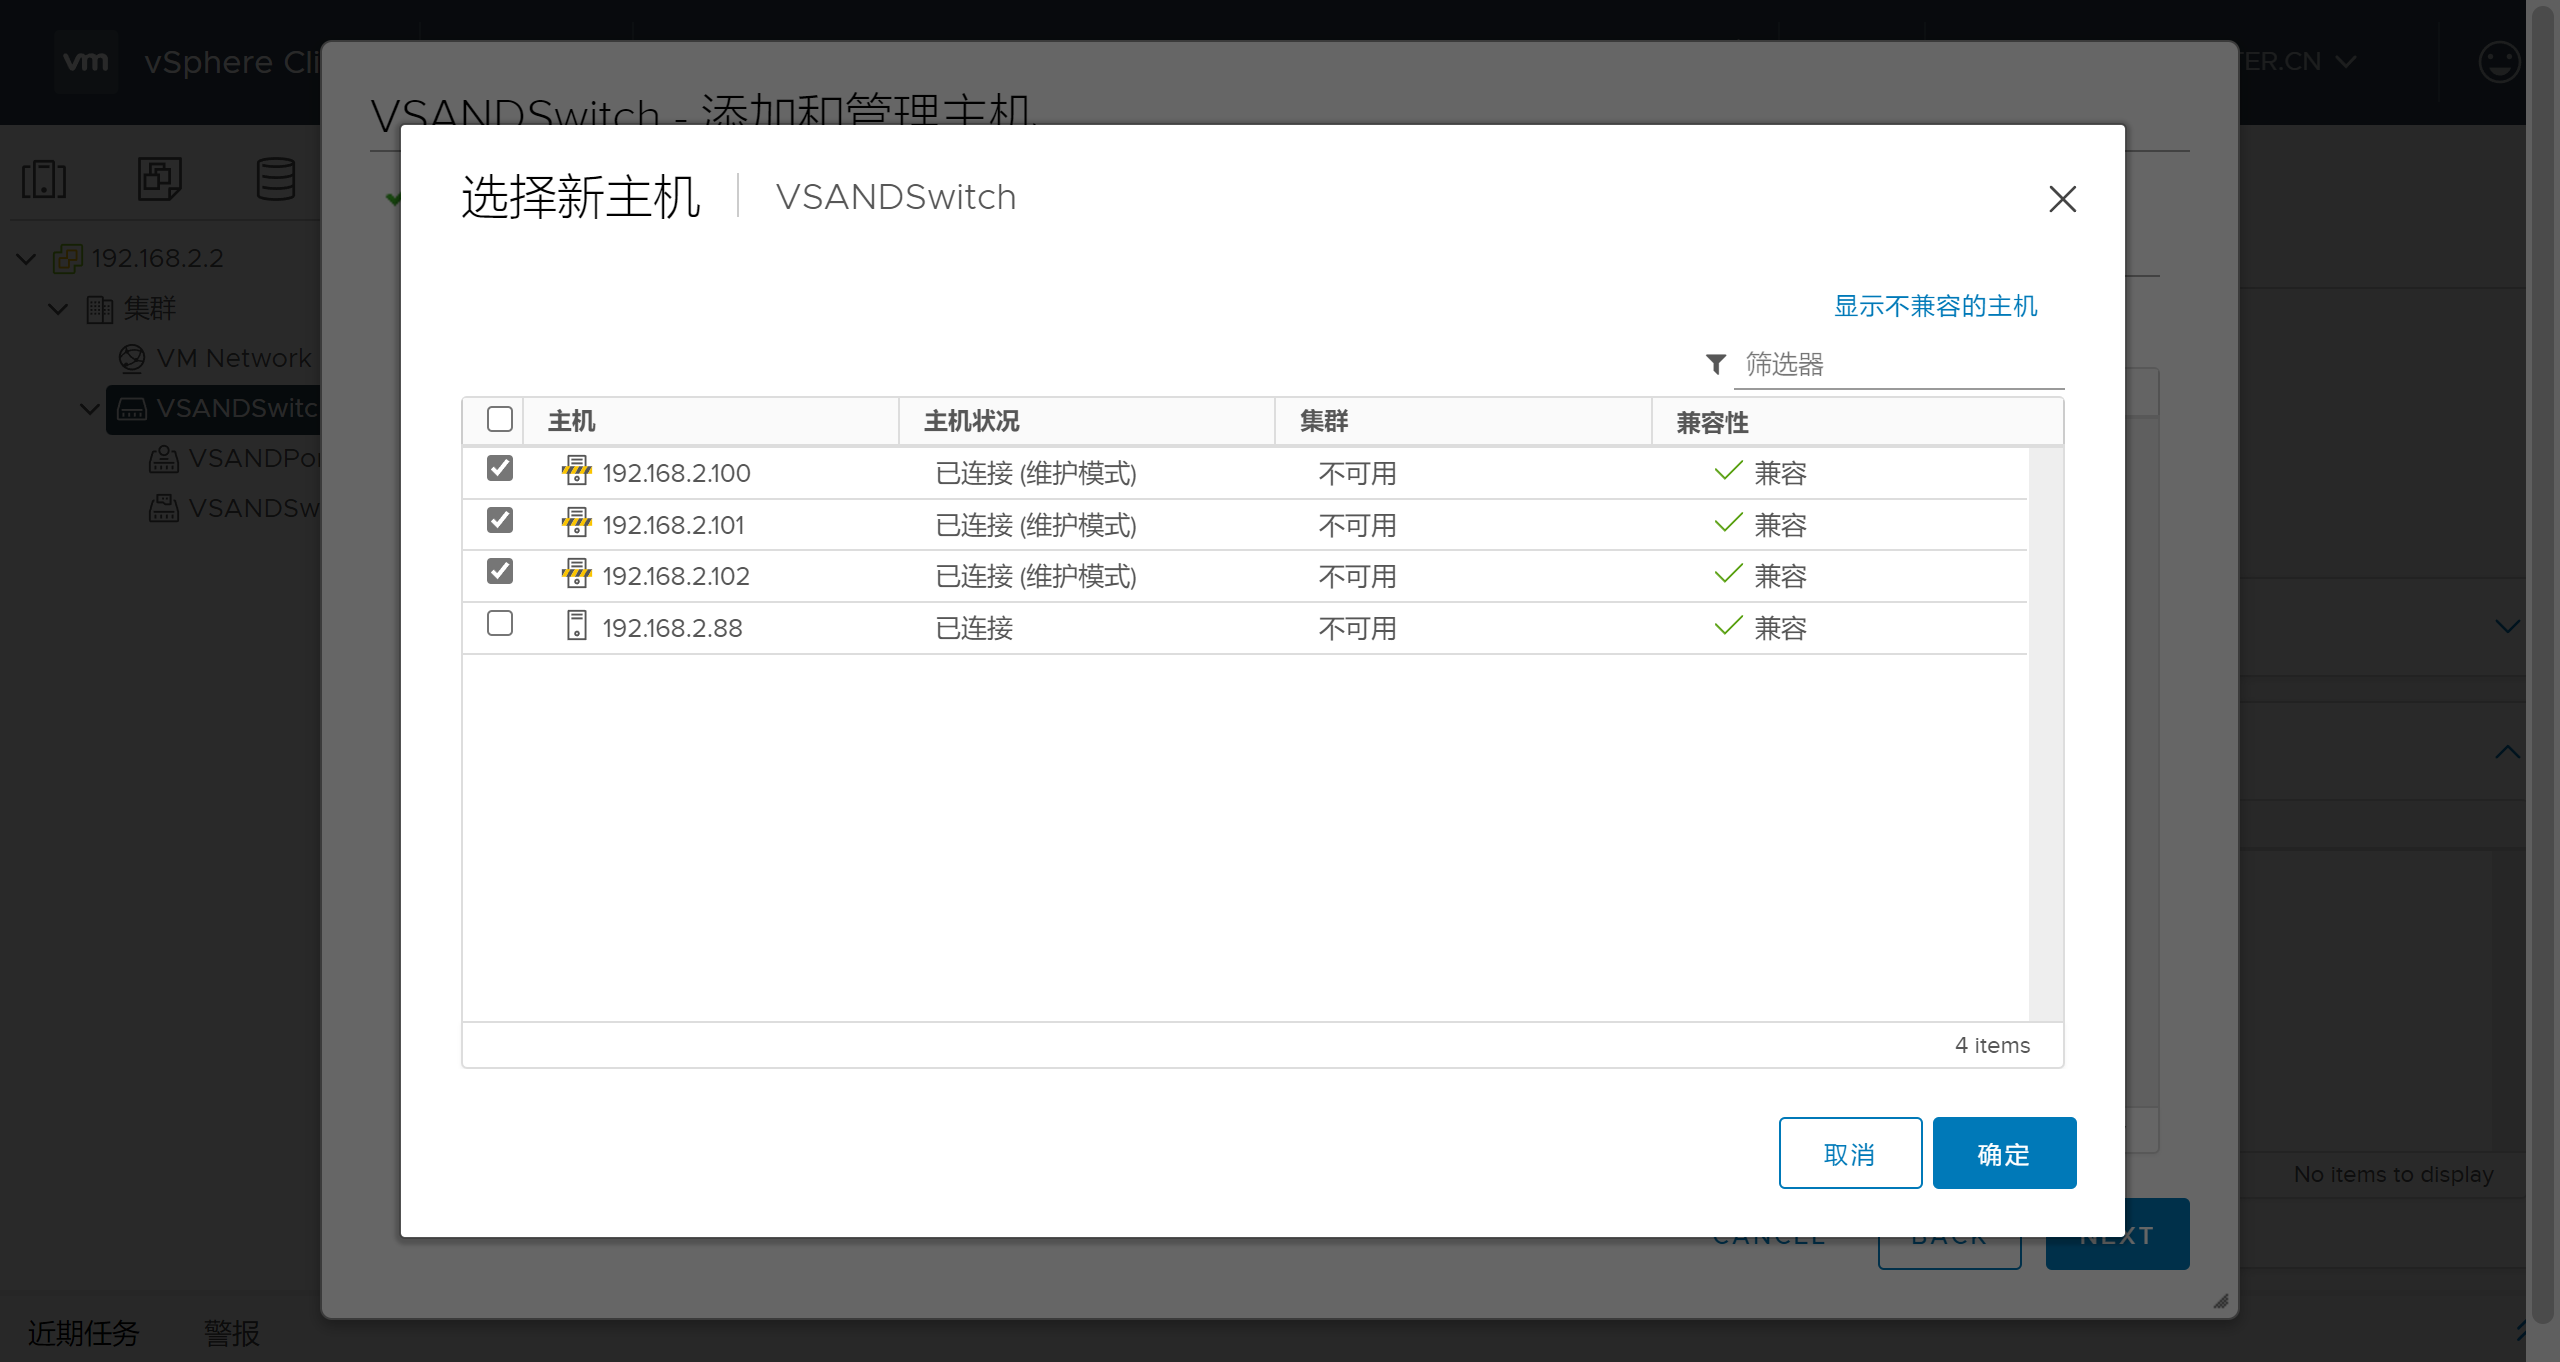 vm vSphere Cli
TER.CN
VSANDSwitch - 添加和管理主机
选择新主机 VSANDSwitch
显示不兼容的主机
筛选器
主机 主机状况 集群 兼容性
192.168.2.100 已连接 (维护模式) 不可用 兼容
192.168.2.101 已连接 (维护模式) 不可用 兼容
192.168.2.102 已连接 (维护模式) 不可用 兼容
192.168.2.88 已连接 不可用 兼容
4 items
取消 确定
192.168.2.2
集群
VM Network
VSANDSwitc
VSANDPor
VSANDSw
No items to display
CANCEL BACK NEXT
近期任务 警报